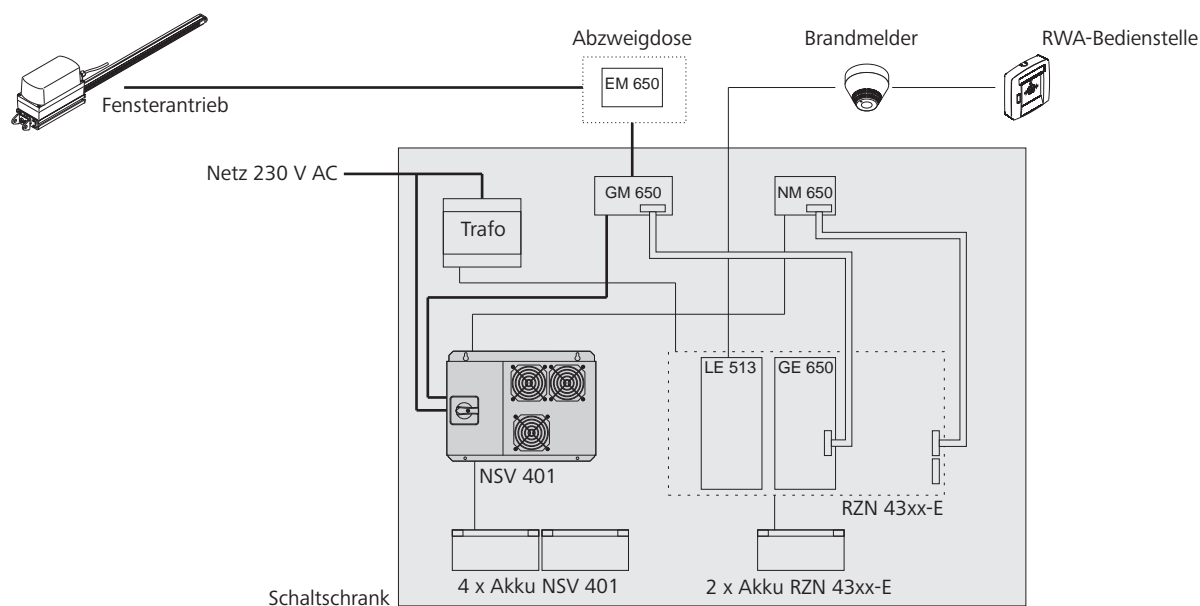 Abzweigdose
Brandmelder
RWA-Bedienstelle
EM 650
Fensterantrieb
Netz 230 V AC
GM 650
NM 650
Trafo
LE 513
GE 650
NSV 401
RZN 43xx-E
4 x Akku NSV 401
2 x Akku RZN 43xx-E
Schaltschrank